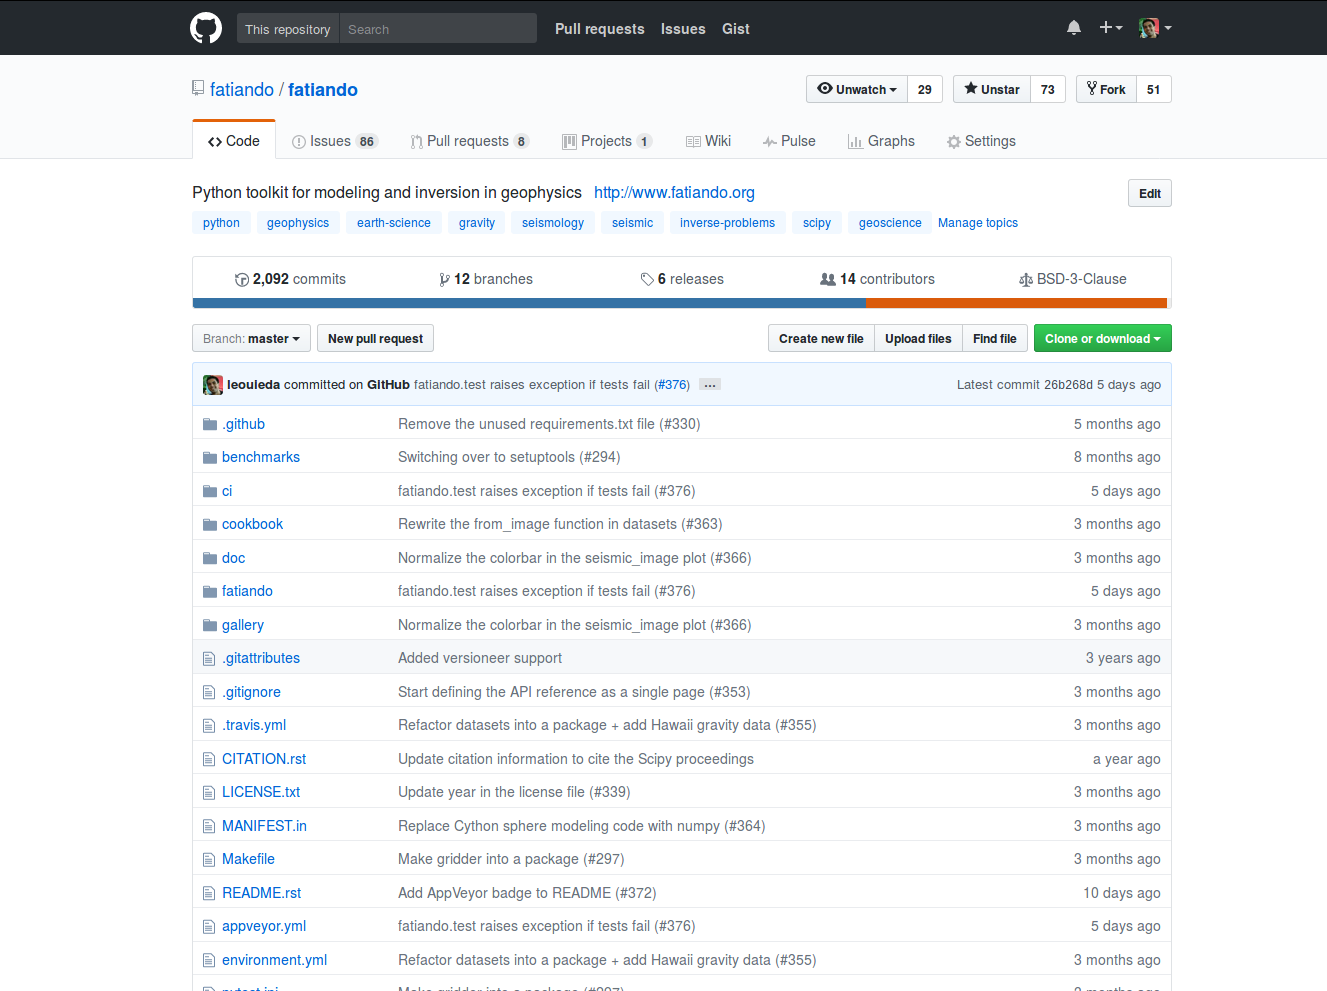 This repository Search Pull requests Issues Gist
fatiando / fatiando Unwatch 29 Unstar 73 Fork 51
Code Issues 86 Pull requests 8 Projects 1 Wiki Pulse Graphs Settings
Python toolkit for modeling and inversion in geophysics http://www.fatiando.org Edit
python geophysics earth-science gravity seismology seismic inverse-problems scipy geoscience Manage topics
2,092 commits 12 branches 6 releases 14 contributors BSD-3-Clause
Branch: master New pull request Create new file Upload files Find file Clone or download
leouieda committed on GitHub fatiando.test raises exception if tests fail (#376) ... Latest commit 26b268d 5 days ago
.github Remove the unused requirements.txt file (#330) 5 months ago
benchmarks Switching over to setuptools (#294) 8 months ago
ci fatiando.test raises exception if tests fail (#376) 5 days ago
cookbook Rewrite the from_image function in datasets (#363) 3 months ago
doc Normalize the colorbar in the seismic_image plot (#366) 3 months ago
fatiando fatiando.test raises exception if tests fail (#376) 5 days ago
gallery Normalize the colorbar in the seismic_image plot (#366) 3 months ago
.gitattributes Added versioneer support 3 years ago
.gitignore Start defining the API reference as a single page (#353) 3 months ago
.travis.yml Refactor datasets into a package + add Hawaii gravity data (#355) 3 months ago
CITATION.rst Update citation information to cite the Scipy proceedings a year ago
LICENSE.txt Update year in the license file (#339) 3 months ago
MANIFEST.in Replace Cython sphere modeling code with numpy (#364) 3 months ago
Makefile Make gridder into a package (#297) 3 months ago
README.rst Add AppVeyor badge to README (#372) 10 days ago
appveyor.yml fatiando.test raises exception if tests fail (#376) 5 days ago
environment.yml Refactor datasets into a package + add Hawaii gravity data (#355) 3 months ago